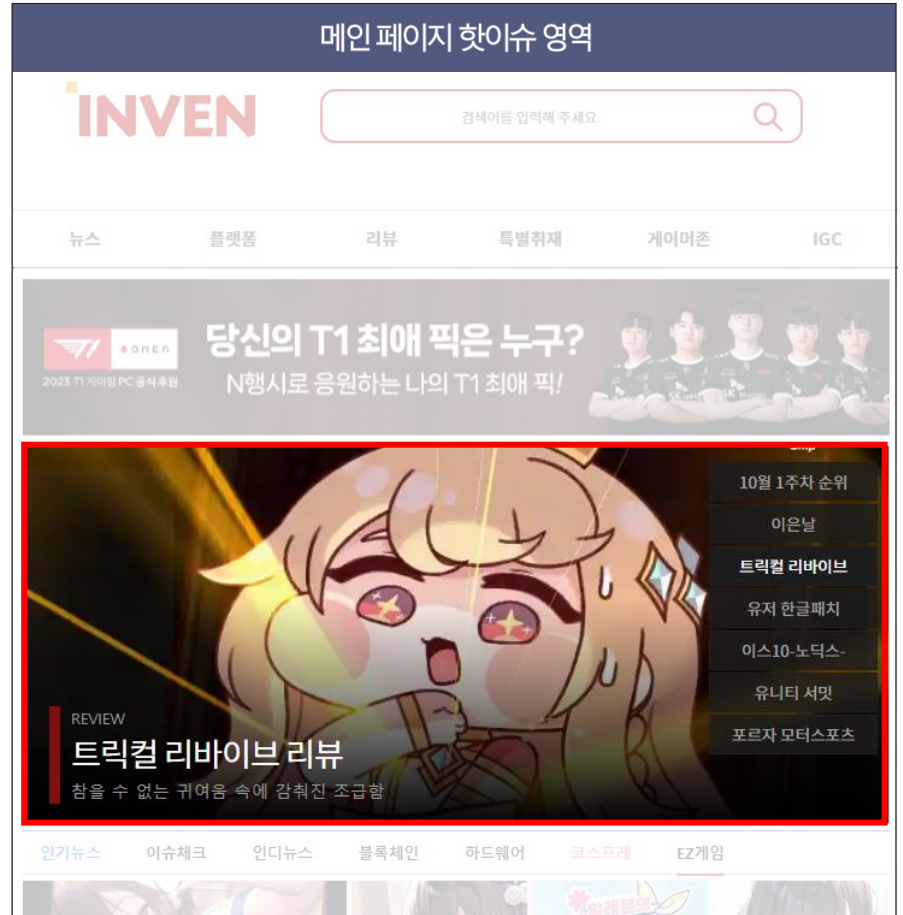 메인 페이지 핫이슈 영역
INVEN
검색어를 입력해 주세요
뉴스 플랫폼 리뷰 특별취재 게이머존 IGC
당신의 T1 최애 픽은 누구?
T1 OMEN
N행시로 응원하는 나의 T1 최애 픽!
2023 T1 게이밍 PC 공식 후원
10월 1주차 순위
이은날
트릭컬 리바이브
유저 한글패치
이스10-노딕스-
유니티 서밋
포르자 모터스포츠
REVIEW
트릭컬 리바이브 리뷰
참을 수 없는 귀여움 속에 감춰진 조급함
인기뉴스 이슈체크 인디뉴스 블록체인 하드웨어 코스프레 EZ게임